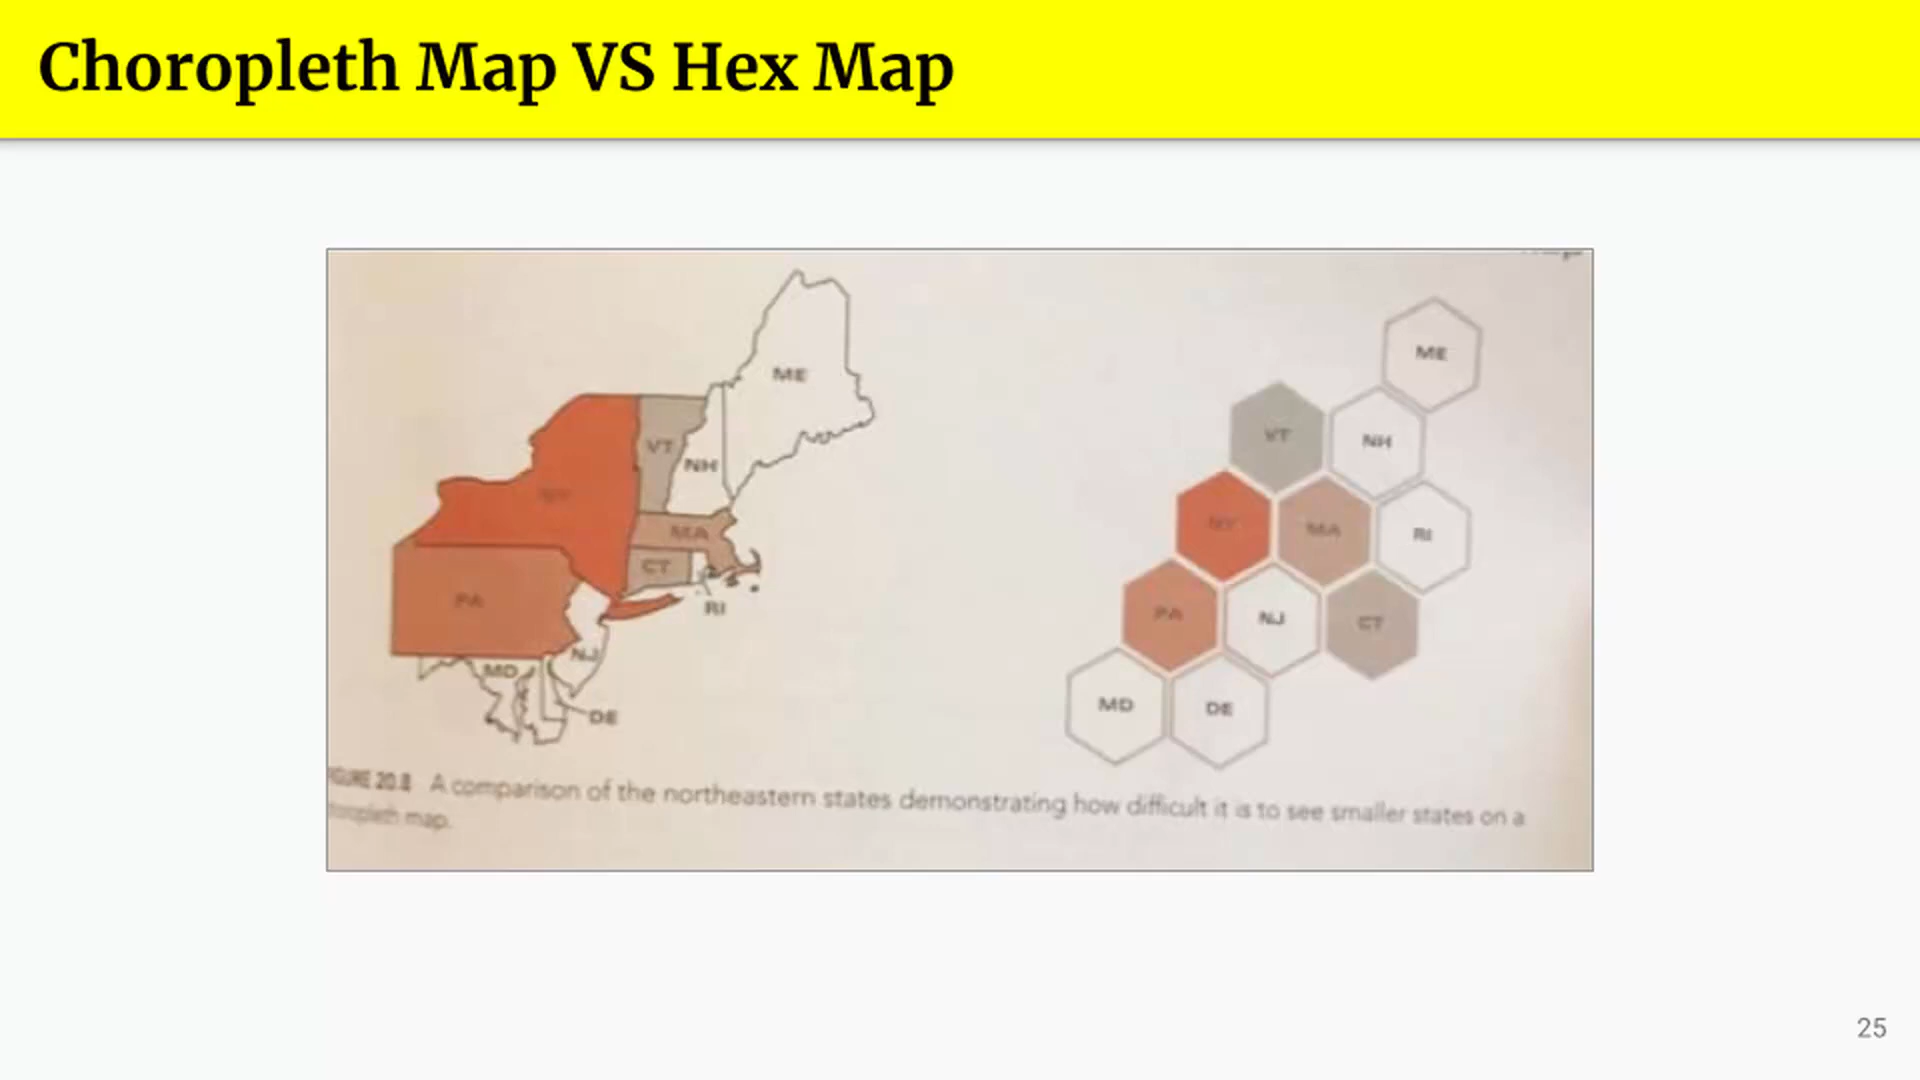 Choropleth Map VS Hex Map
ME
VT
NH
NY
MA
CT
PA
RI
NJ
MD
DE
ME
VT
NH
NY
MA
RI
PA
NJ
CT
MD
DE
20.8 A comparison of the northeastern states demonstrating how difficult it is to see smaller states on a
map.
25